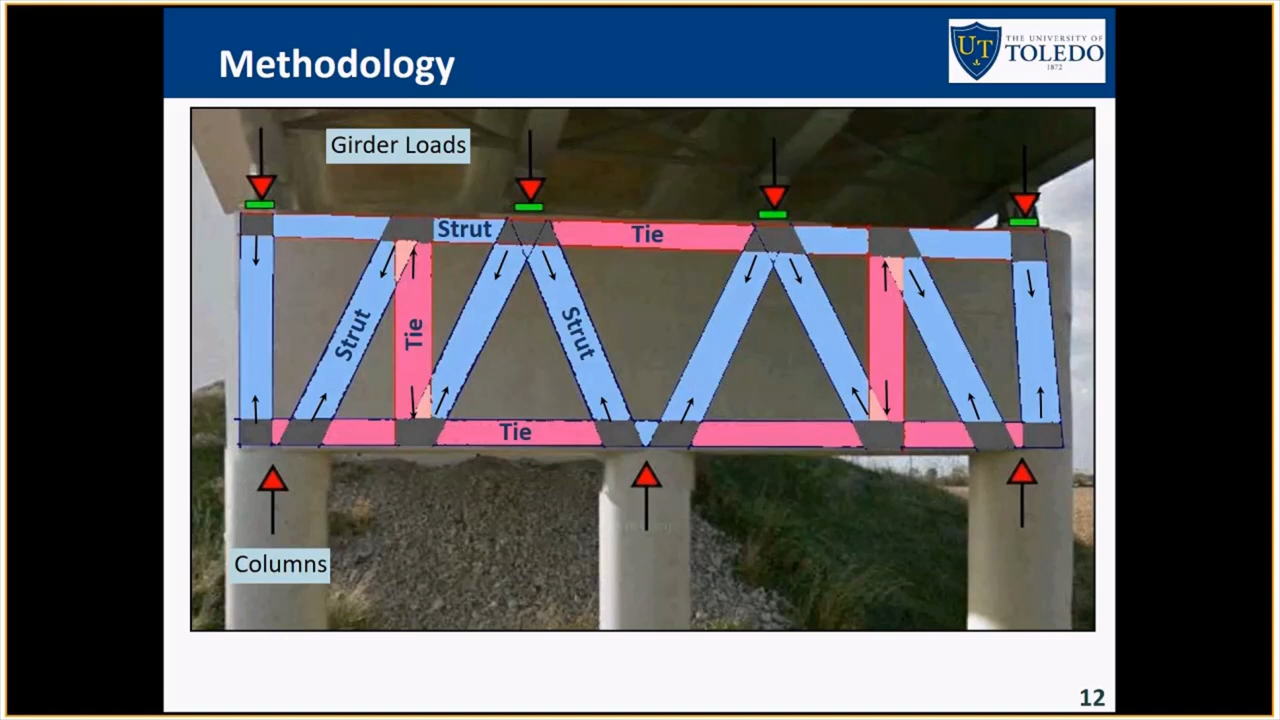 Methodology
UT
THE UNIVERSITY OF
TOLEDO
1872
Girder Loads
Strut
Tie
Strut
Tie
Strut
Tie
Columns
12